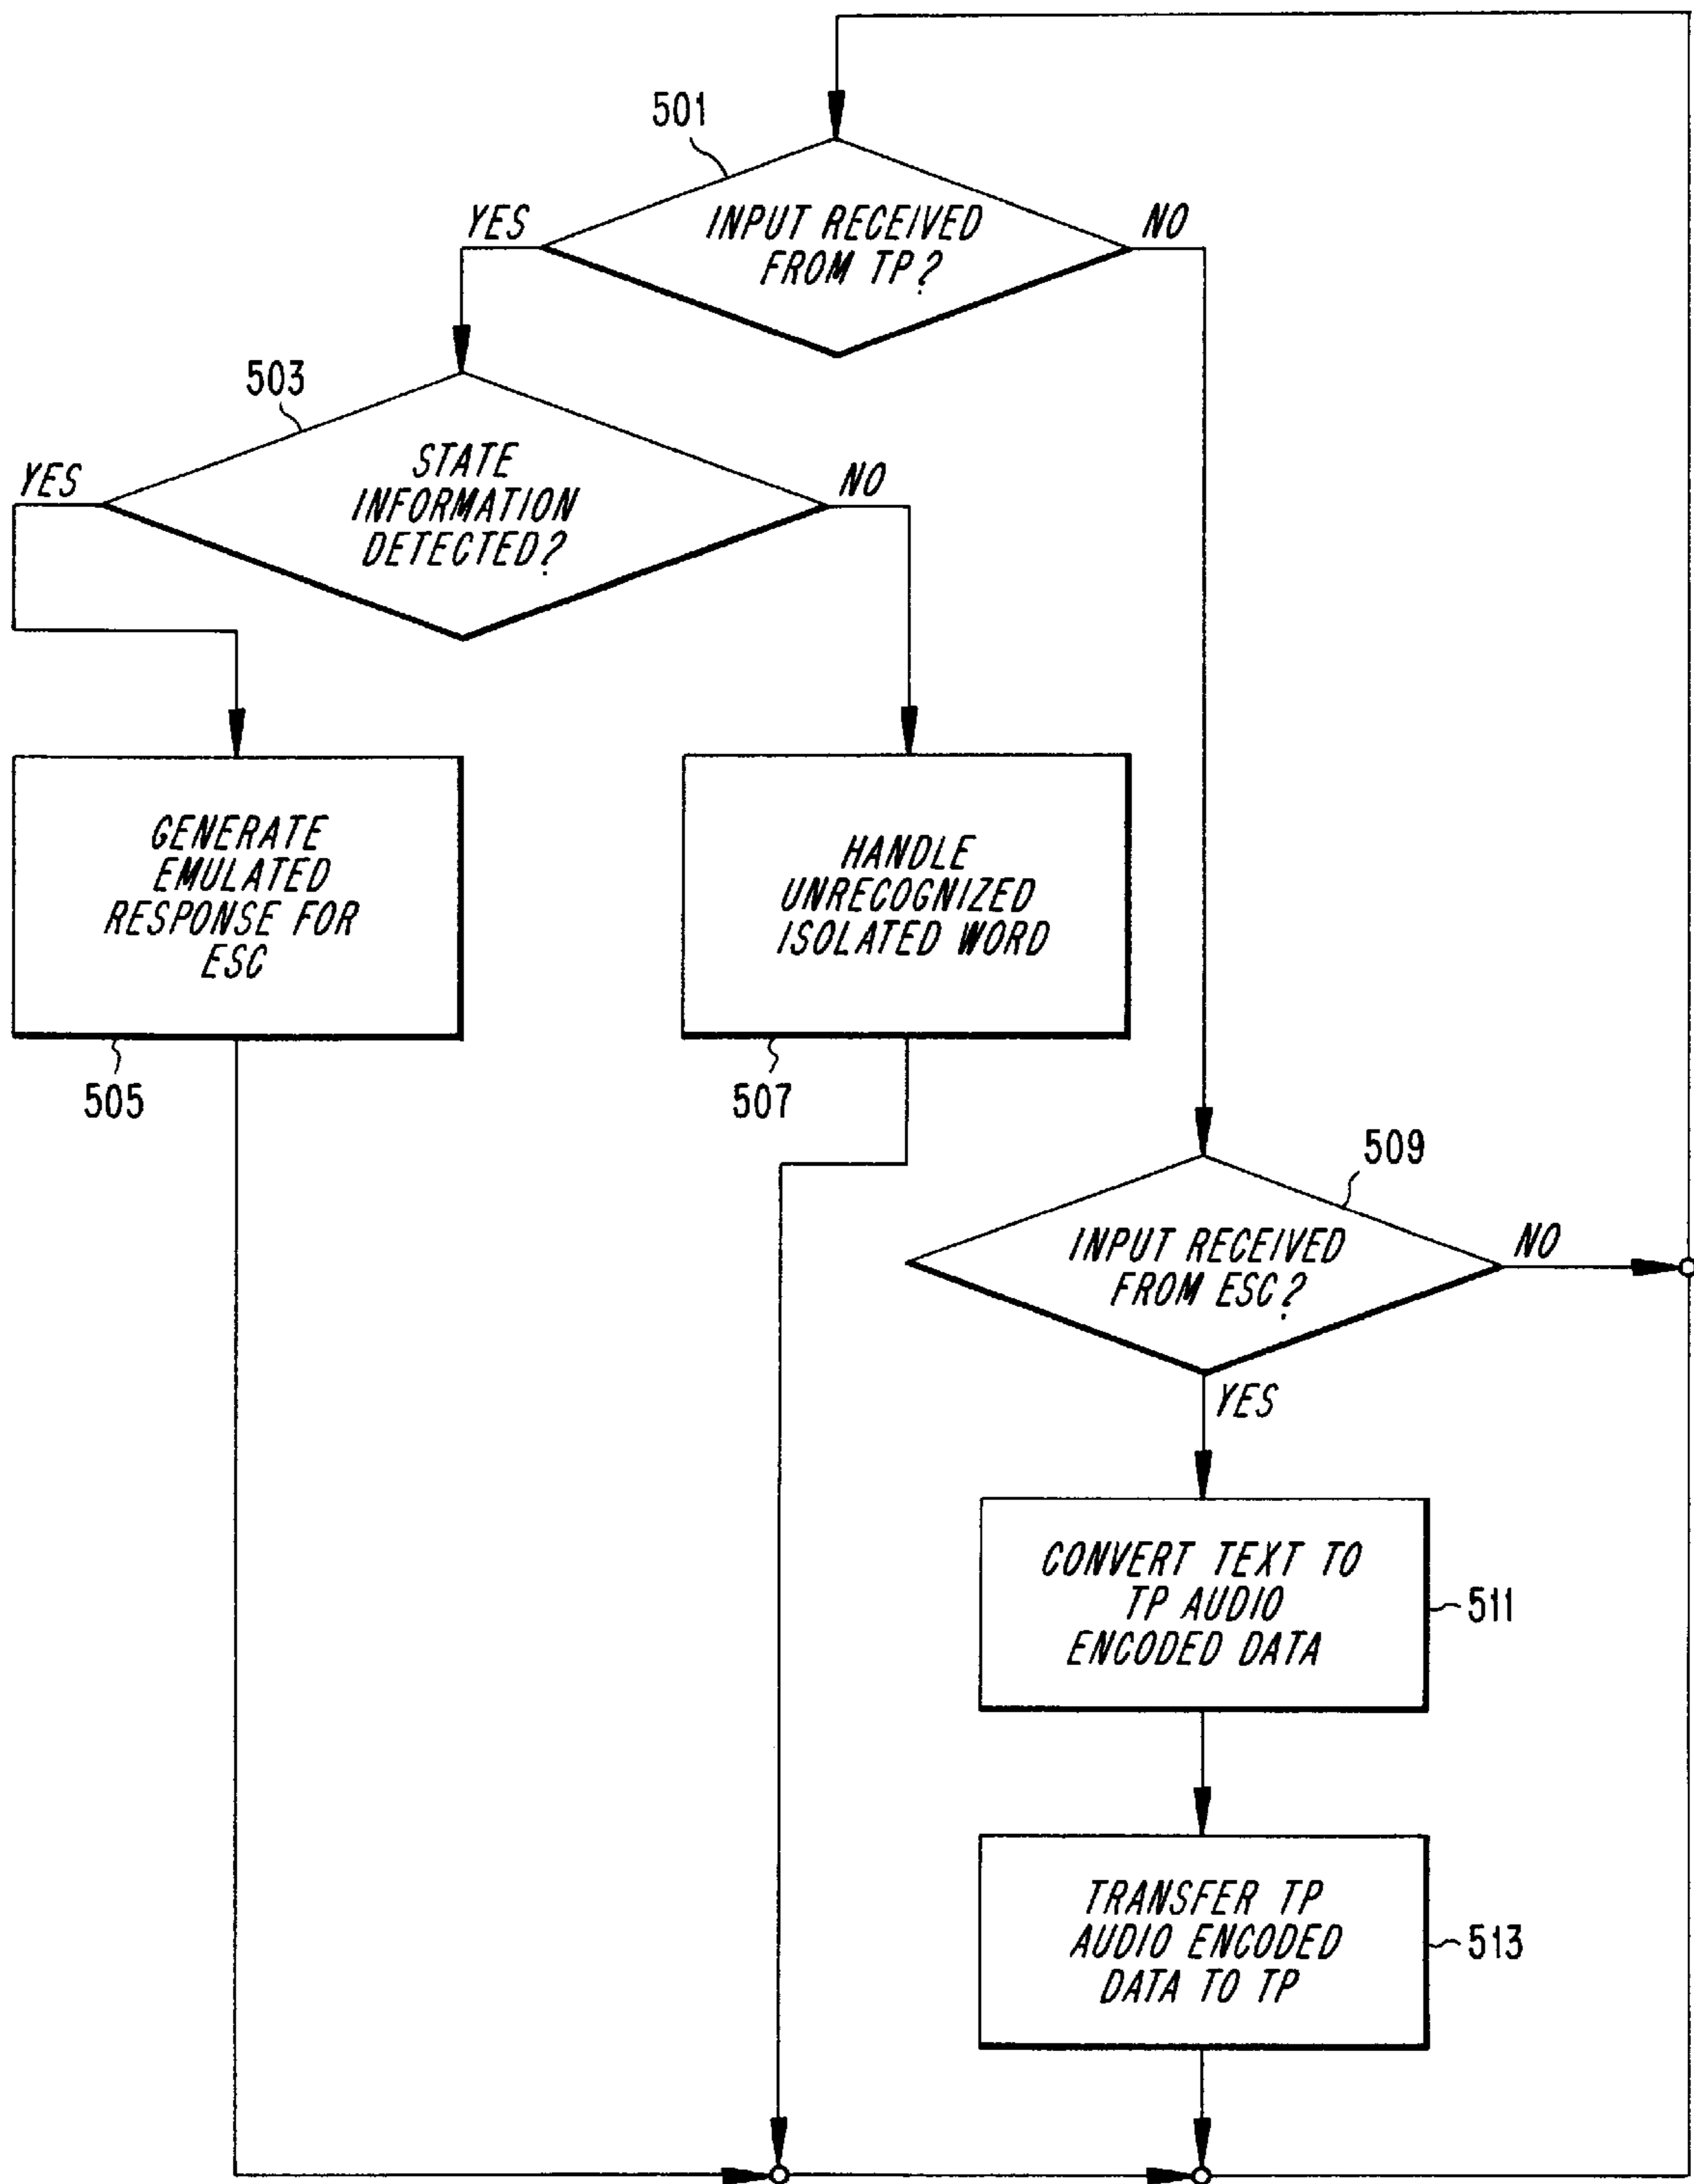 501
YES
INPUT RECEIVED
FROM TP?
NO
503
YES
STATE
INFORMATION
DETECTED?
NO
GENERATE
EMULATED
RESPONSE FOR
ESC
505
HANDLE
UNRECOGNIZED
ISOLATED WORD
507
509
INPUT RECEIVED
FROM ESC?
NO
YES
CONVERT TEXT TO
TP AUDIO
ENCODED DATA
511
TRANSFER TP
AUDIO ENCODED
DATA TO TP
513